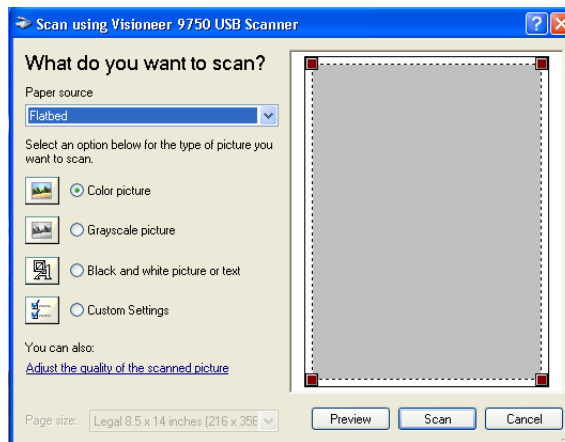 Scan using Visioneer 9750 USB Scanner
What do you want to scan?
Paper source
Flatbed
Select an option below for the type of picture you
want to scan.
Color picture
Grayscale picture
Black and white picture or text
Custom Settings
You can also:
Adjust the quality of the scanned picture
Page size: Legal 8.5 x 14 inches (216 x 356
Preview Scan Cancel